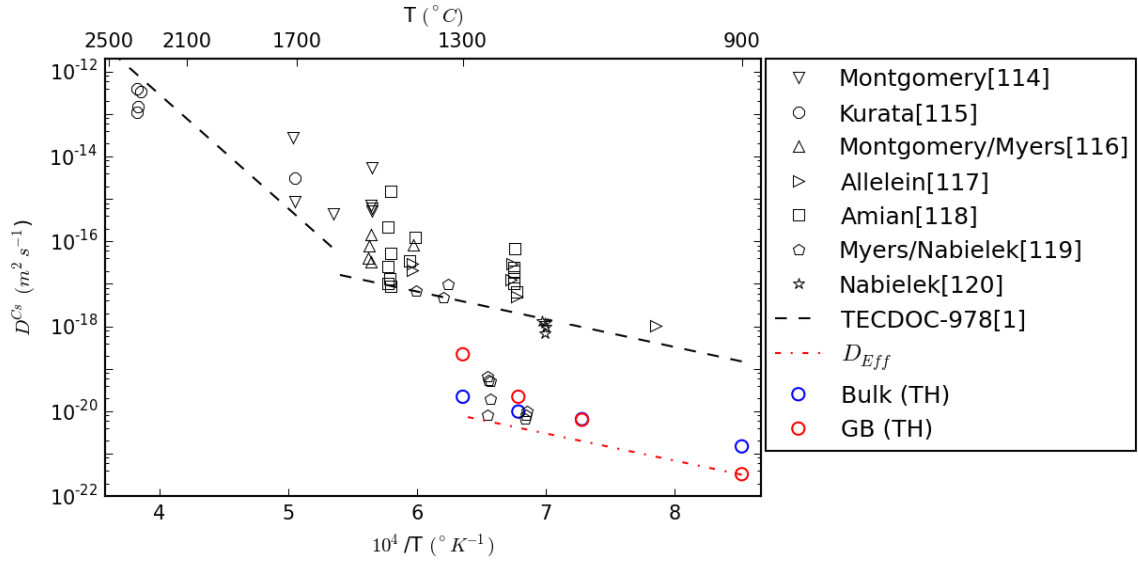 T (°C)
2500 2100 1700 1300 900
10^-12
10^-14
10^-16
10^-18
10^-20
10^-22
D^Cs (m^2 s^-1)
4 5 6 7 8
10^4/T (°K^-1)
Montgomery[114]
Kurata[115]
Montgomery/Myers[116]
Allelein[117]
Amian[118]
Myers/Nabielek[119]
Nabielek[120]
TECDOC-978[1]
D_Eff
Bulk (TH)
GB (TH)